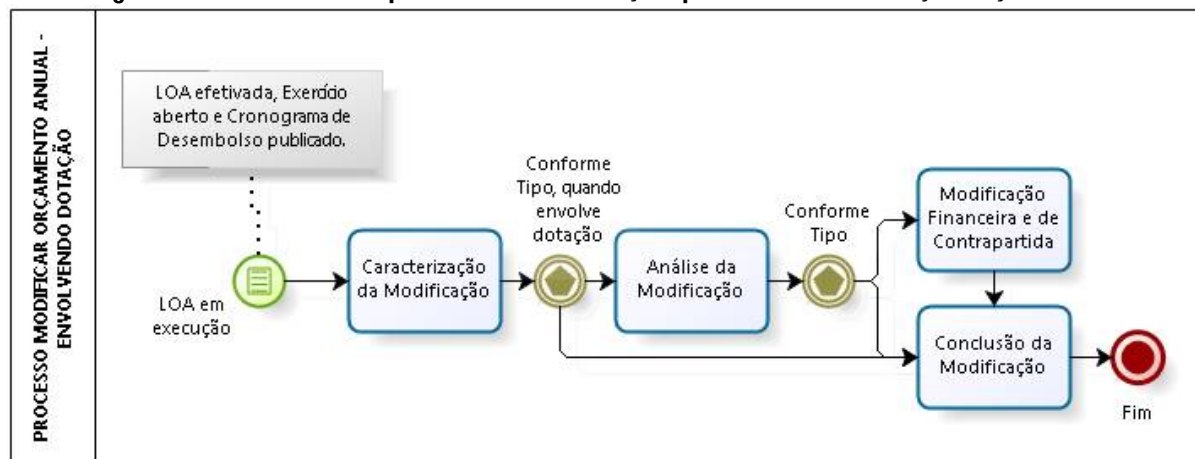 PROCESSO MODIFICAR ORÇAMENTO ANUAL -
ENVOLVENDO DOTAÇÃO
LOA efetivada, Exercício
aberto e Cronograma de
Desembolso publicado.
LOA em
execução
Caracterização
da Modificação
Conforme
Tipo, quando
envolve
dotação
Análise da
Modificação
Conforme
Tipo
Modificação
Financeira e de
Contrapartida
Conclusão da
Modificação
Fim